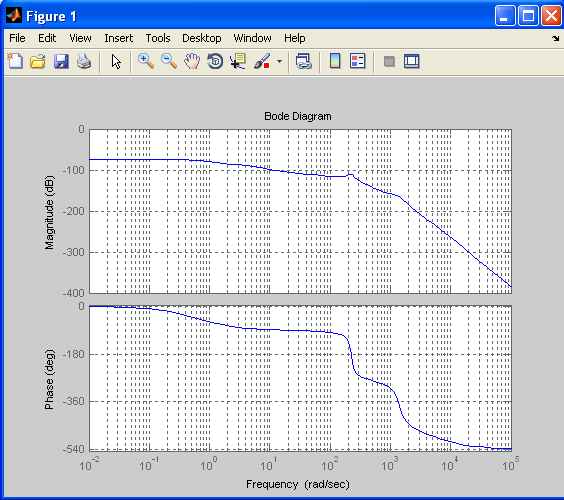 Figure 1
File Edit View Insert Tools Desktop Window Help
Bode Diagram
Magnitude (dB)
0
-100
-200
-300
-400
Phase (deg)
0
-180
-360
-540
10^-2 10^-1 10^0 10^1 10^2 10^3 10^4 10^5
Frequency (rad/sec)